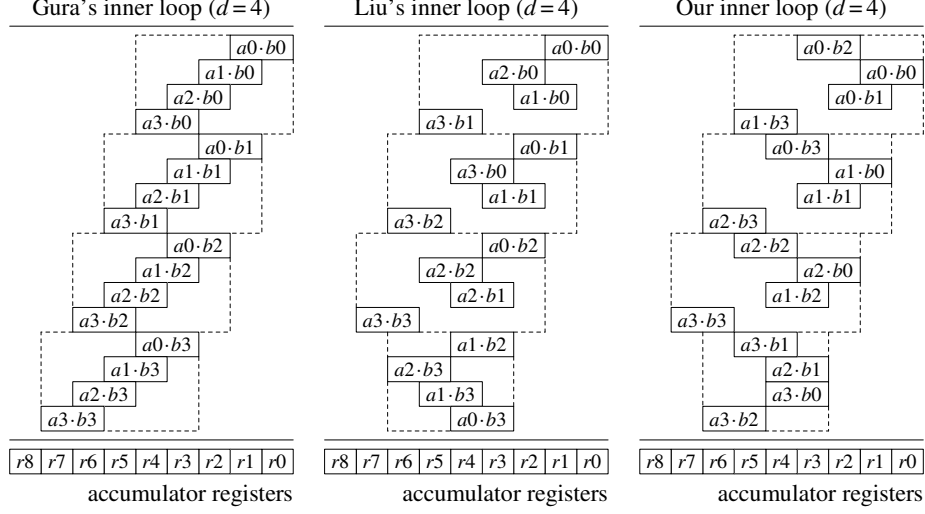 Gura's inner loop (d = 4)
a0·b0
a1·b0
a2·b0
a3·b0
a0·b1
a1·b1
a2·b1
a3·b1
a0·b2
a1·b2
a2·b2
a3·b2
a0·b3
a1·b3
a2·b3
a3·b3
r8 r7 r6 r5 r4 r3 r2 r1 r0
accumulator registers
Liu's inner loop (d = 4)
a0·b0
a2·b0
a1·b0
a3·b1
a0·b1
a3·b0
a1·b1
a3·b2
a0·b2
a2·b2
a2·b1
a3·b3
a1·b2
a2·b3
a1·b3
a0·b3
r8 r7 r6 r5 r4 r3 r2 r1 r0
accumulator registers
Our inner loop (d = 4)
a0·b2
a0·b0
a0·b1
a1·b3
a0·b3
a1·b0
a1·b1
a2·b3
a2·b2
a2·b0
a1·b2
a3·b3
a3·b1
a2·b1
a3·b0
a3·b2
r8 r7 r6 r5 r4 r3 r2 r1 r0
accumulator registers